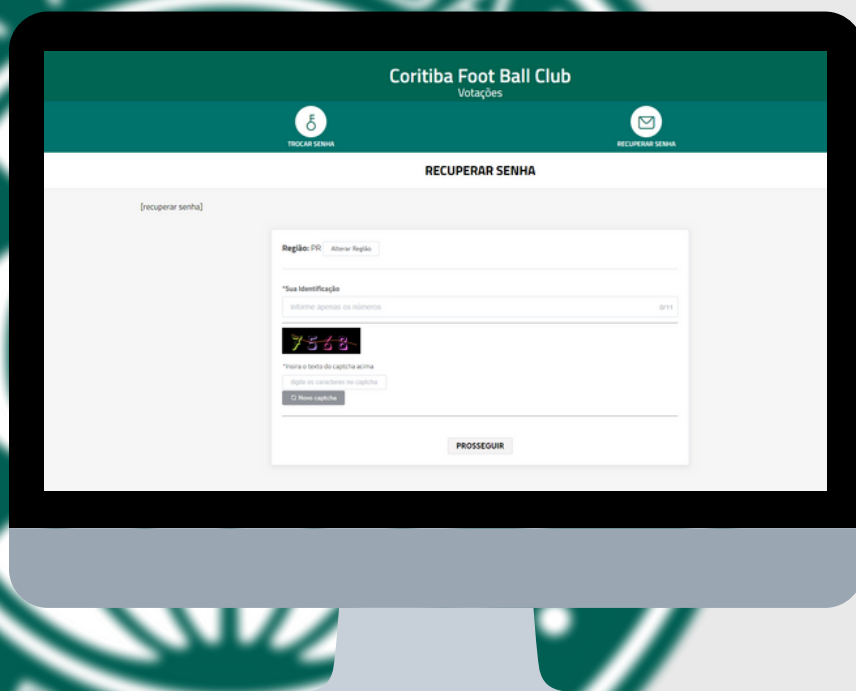 Coritiba Foot Ball Club
Votações
TROCAR SENHA
RECUPERAR SENHA
RECUPERAR SENHA
[recuperar senha]
Região: PR Alterar Região
*Sua Identificação
Informe apenas os números 0/11
7568
*Insira o texto do captcha acima
digite os caracteres no captcha
Novo captcha
PROSSEGUIR